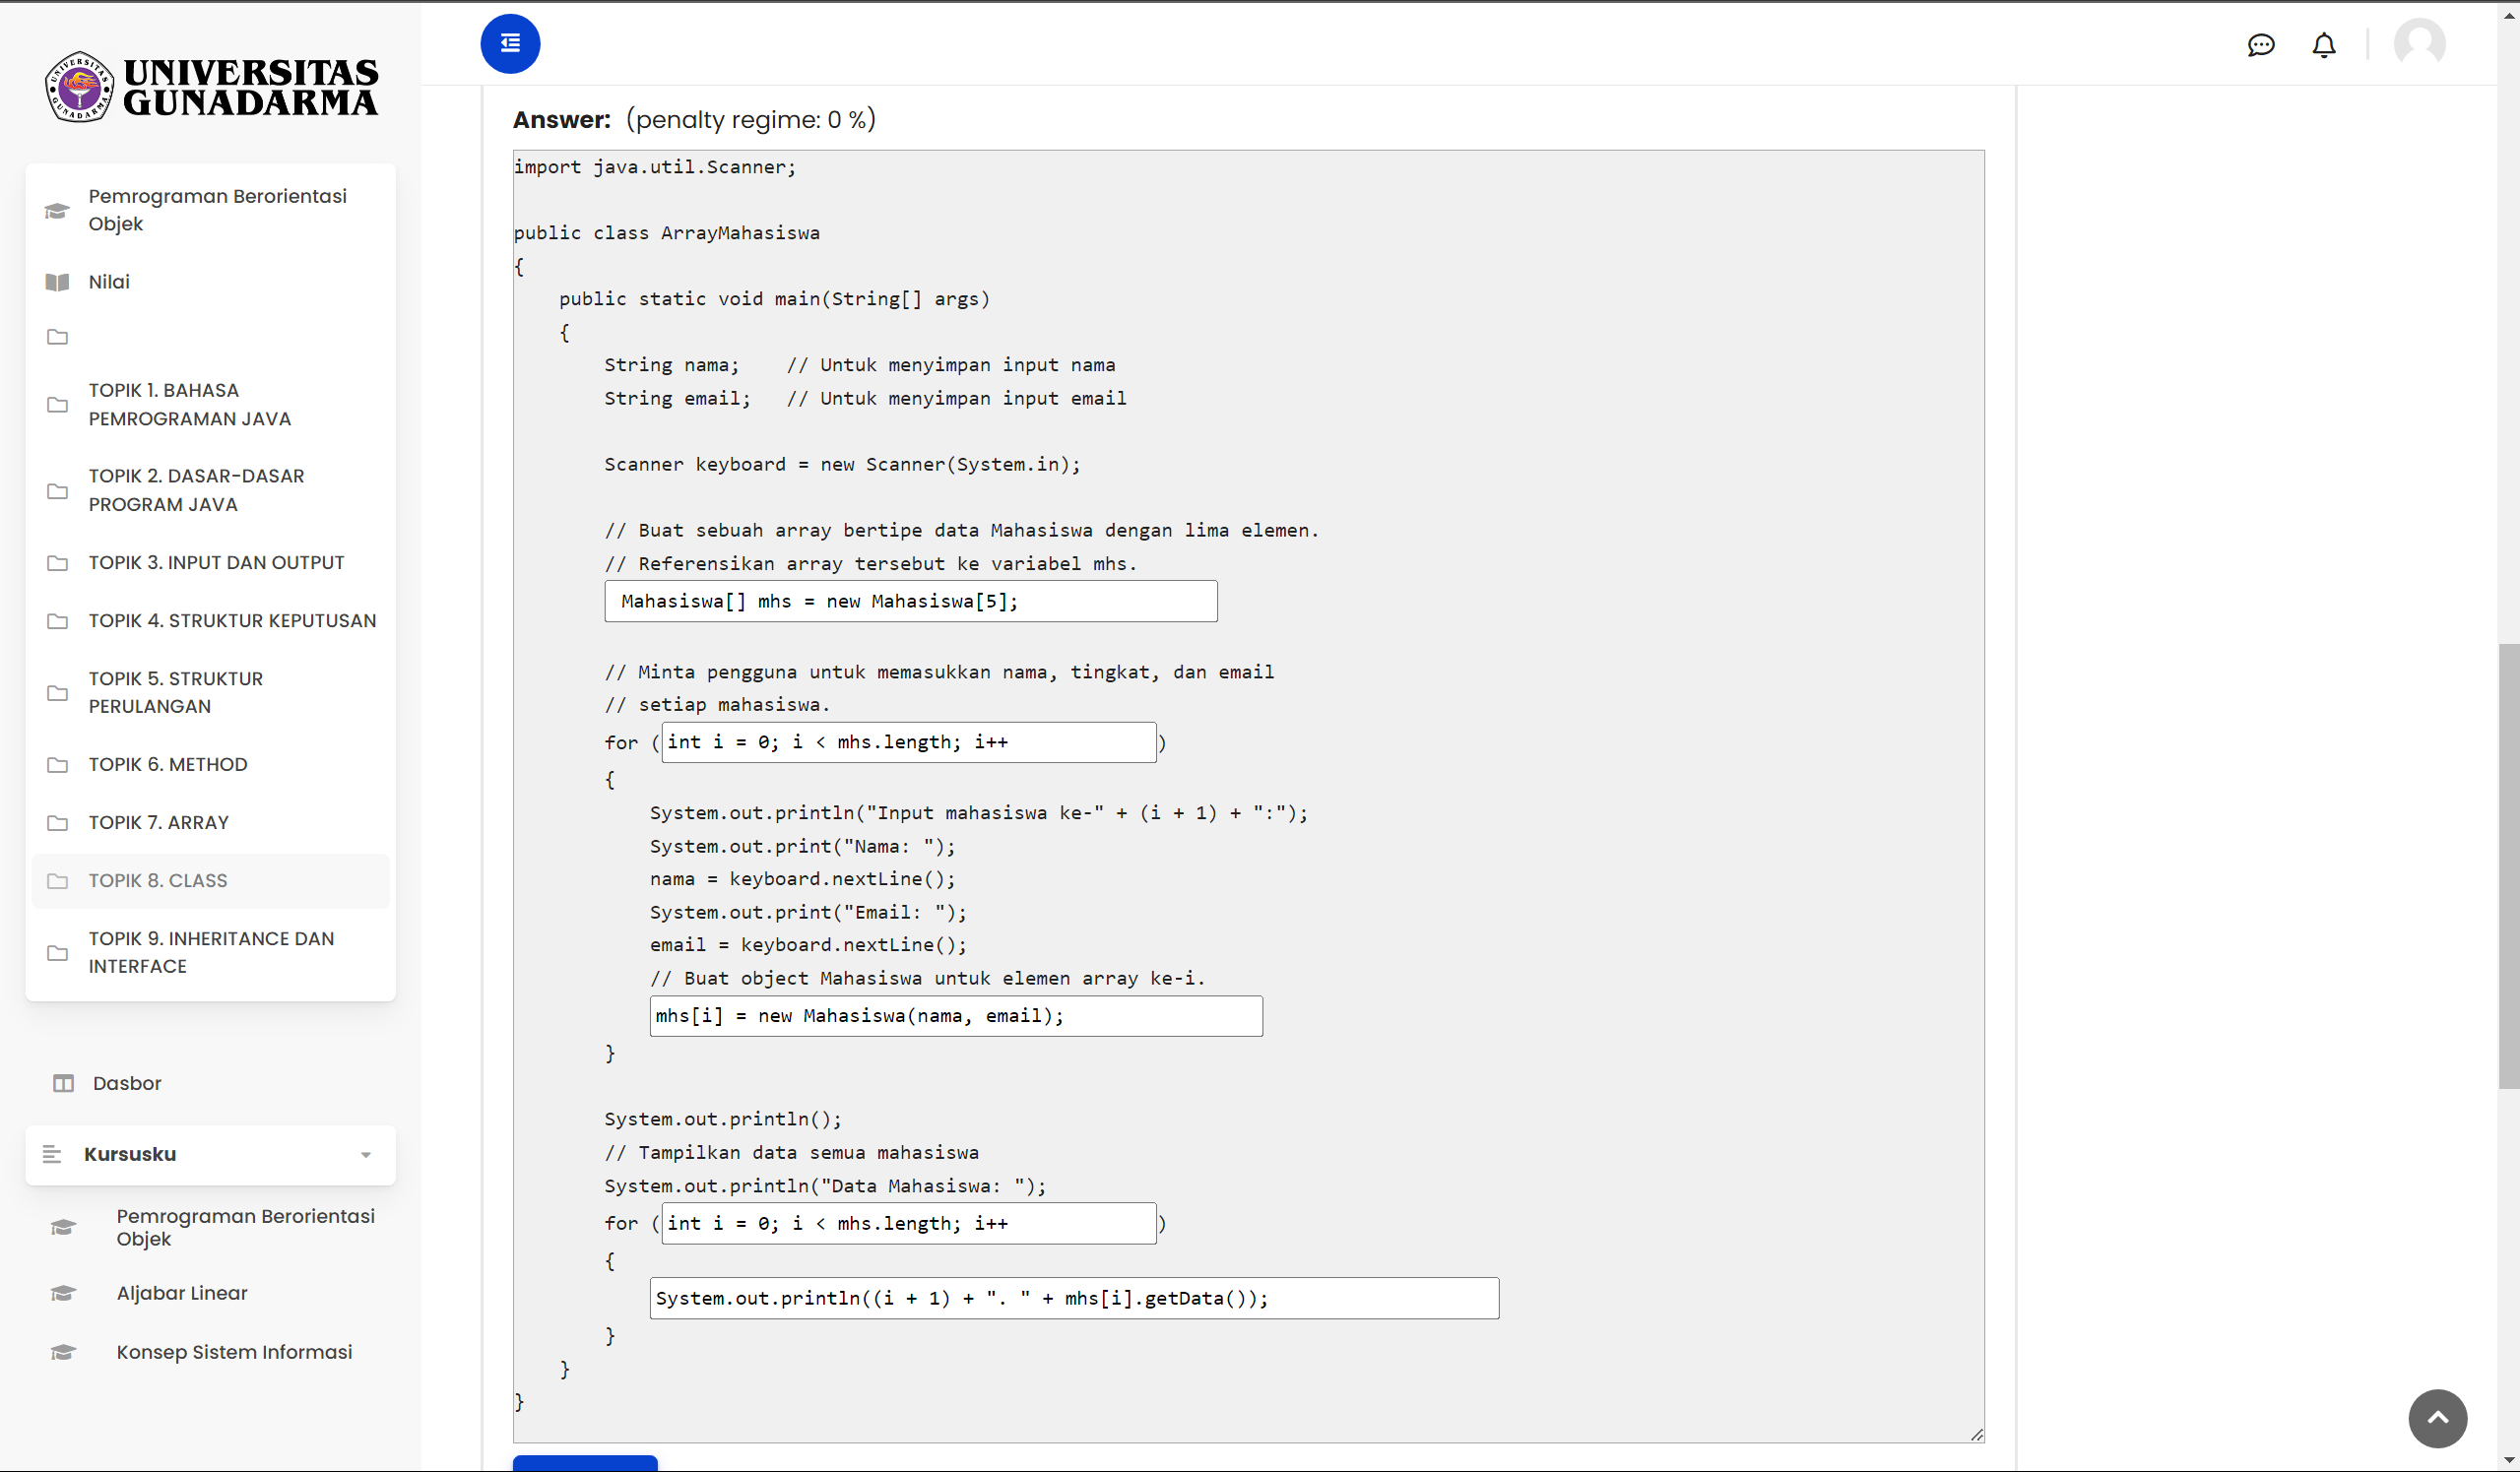 UNIVERSITAS
GUNADARMA
Pemrograman Berorientasi
Objek
Nilai
TOPIK 1. BAHASA
PEMROGRAMAN JAVA
TOPIK 2. DASAR-DASAR
PROGRAM JAVA
TOPIK 3. INPUT DAN OUTPUT
TOPIK 4. STRUKTUR KEPUTUSAN
TOPIK 5. STRUKTUR
PERULANGAN
TOPIK 6. METHOD
TOPIK 7. ARRAY
TOPIK 8. CLASS
TOPIK 9. INHERITANCE DAN
INTERFACE
Dasbor
Kursusku
Pemrograman Berorientasi
Objek
Aljabar Linear
Konsep Sistem Informasi
Answer: (penalty regime: 0 %)
import java.util.Scanner;
public class ArrayMahasiswa
{
public static void main(String[] args)
{
String nama;    // Untuk menyimpan input nama
String email;   // Untuk menyimpan input email
Scanner keyboard = new Scanner(System.in);
// Buat sebuah array bertipe data Mahasiswa dengan lima elemen.
// Referensikan array tersebut ke variabel mhs.
Mahasiswa[] mhs = new Mahasiswa[5];
// Minta pengguna untuk memasukkan nama, tingkat, dan email
// setiap mahasiswa.
for (int i = 0; i < mhs.length; i++)
{
System.out.println("Input mahasiswa ke-" + (i + 1) + ":");
System.out.print("Nama: ");
nama = keyboard.nextLine();
System.out.print("Email: ");
email = keyboard.nextLine();
// Buat object Mahasiswa untuk elemen array ke-i.
mhs[i] = new Mahasiswa(nama, email);
}
System.out.println();
// Tampilkan data semua mahasiswa
System.out.println("Data Mahasiswa: ");
for (int i = 0; i < mhs.length; i++)
{
System.out.println((i + 1) + ". " + mhs[i].getData());
}
}
}